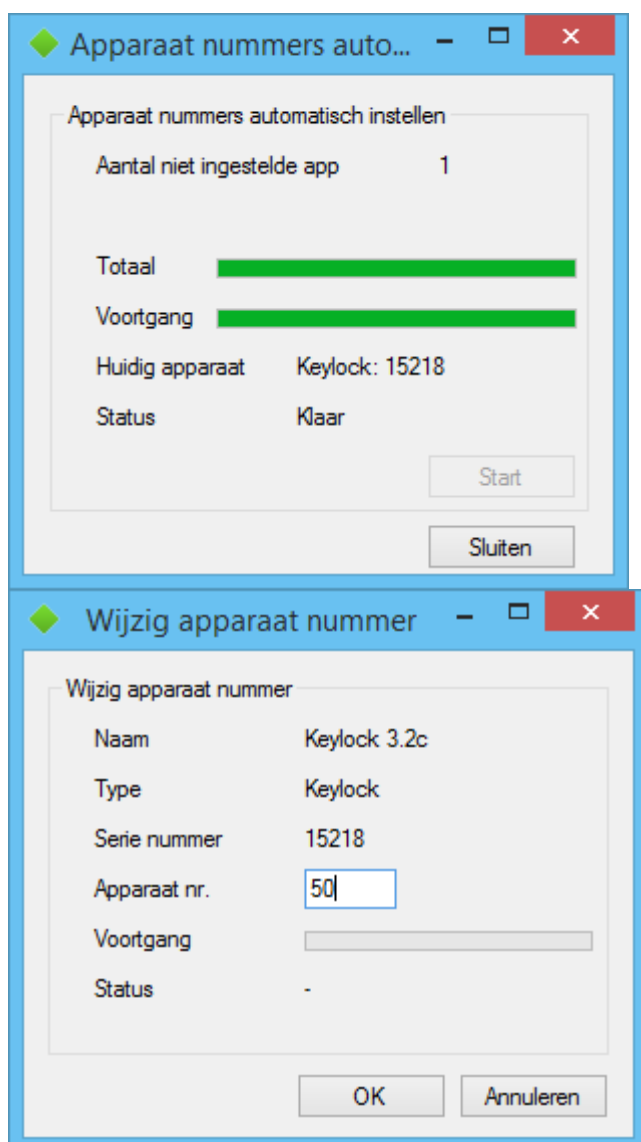 Apparaat nummers auto...
Apparaat nummers automatisch instellen
Aantal niet ingestelde app 1
Totaal
Voortgang
Huidig apparaat Keylock: 15218
Status Klaar
Start
Sluiten
Wijzig apparaat nummer
Wijzig apparaat nummer
Naam Keylock 3.2c
Type Keylock
Serie nummer 15218
Apparaat nr. 50
Voortgang
Status -
OK Annuleren